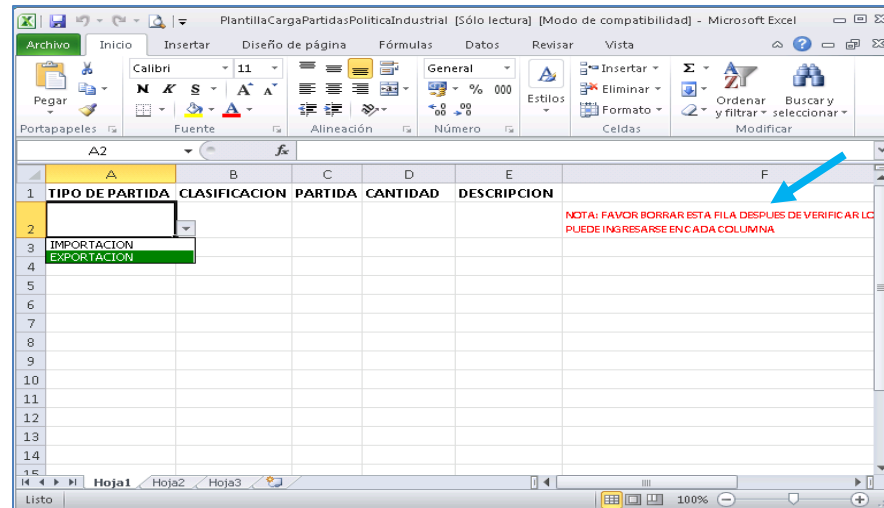 PlantillaCargaPartidasPoliticaIndustrial [Sólo lectura] [Modo de compatibilidad] - Microsoft Excel
Archivo Inicio Insertar Diseño de página Fórmulas Datos Revisar Vista
Pegar
Portapapeles
Calibri 11
N K S A A
A
Fuente
Alineación
General
% 000
Número
Estilos
Insertar
Eliminar
Formato
Celdas
Σ
Ordenar y filtrar
Buscar y seleccionar
Modificar
A2 fx
A B C D E F
1 TIPO DE PARTIDA CLASIFICACION PARTIDA CANTIDAD DESCRIPCION
NOTA: FAVOR BORRAR ESTA FILA DESPUES DE VERIFICAR LO
2 PUEDE INGRESARSE EN CADA COLUMNA
3 IMPORTACION
EXPORTACION
4
5
6
7
8
9
10
11
12
13
14
15
Hoja1 Hoja2 Hoja3
Listo 100%